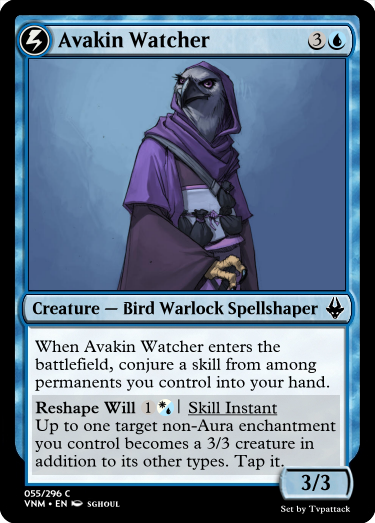 Avakin Watcher 3
Creature — Bird Warlock Spellshaper
When Avakin Watcher enters the
battlefield, conjure a skill from among
permanents you control into your hand.
Reshape Will 1 | Skill Instant
Up to one target non-Aura enchantment
you control becomes a 3/3 creature in
addition to its other types. Tap it.
3/3
055/296 C
VNM • EN SGHOUL
Set by Tvpattack